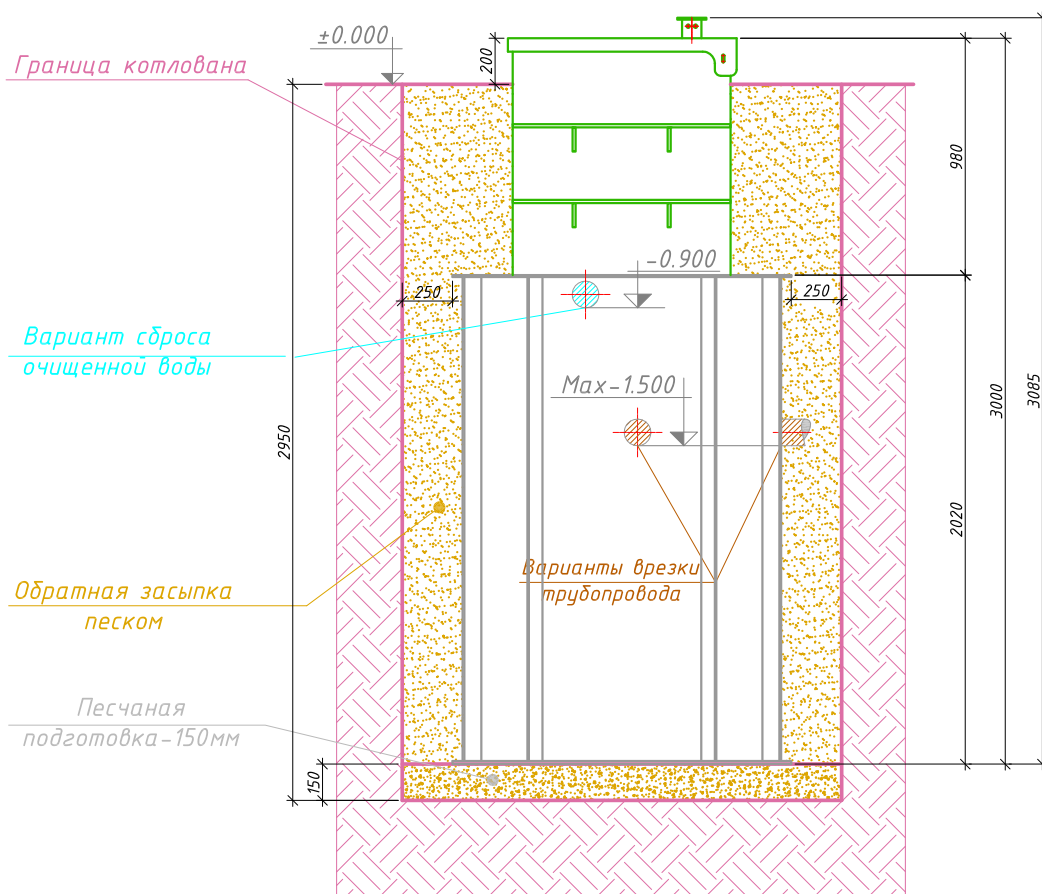 ±0.000
200
Граница котлована
980
-0.900
250
250
Вариант сброса
очищенной воды
Max-1.500
3085
3000
2950
2020
Варианты врезки
трубопровода
Обратная засыпка
песком
Песчаная
подготовка-150мм
150